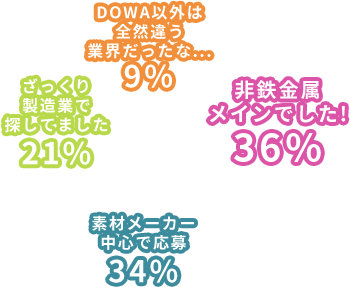 DOWA以外は
全然違う
業界だったな...
9%
ざっくり
製造業で
探してました
21%
非鉄金属
メインでした!
36%
素材メーカー
中心で応募
34%